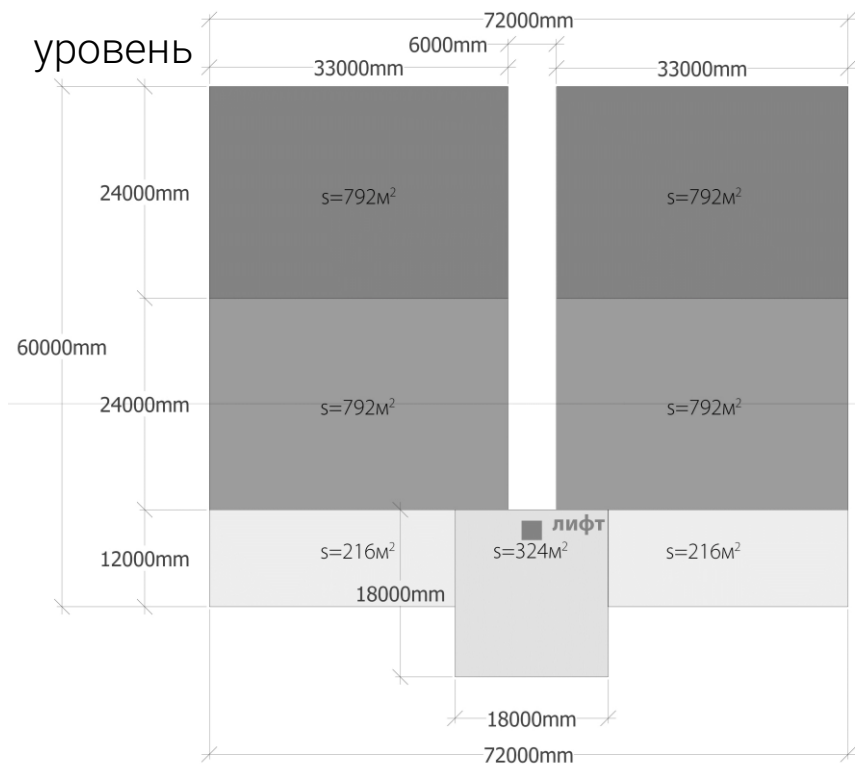 72000mm
уровень
6000mm
33000mm
33000mm
24000mm
s=792м²
s=792м²
60000mm
24000mm
s=792м²
s=792м²
лифт
12000mm
s=216м²
s=324м²
s=216м²
18000mm
18000mm
72000mm